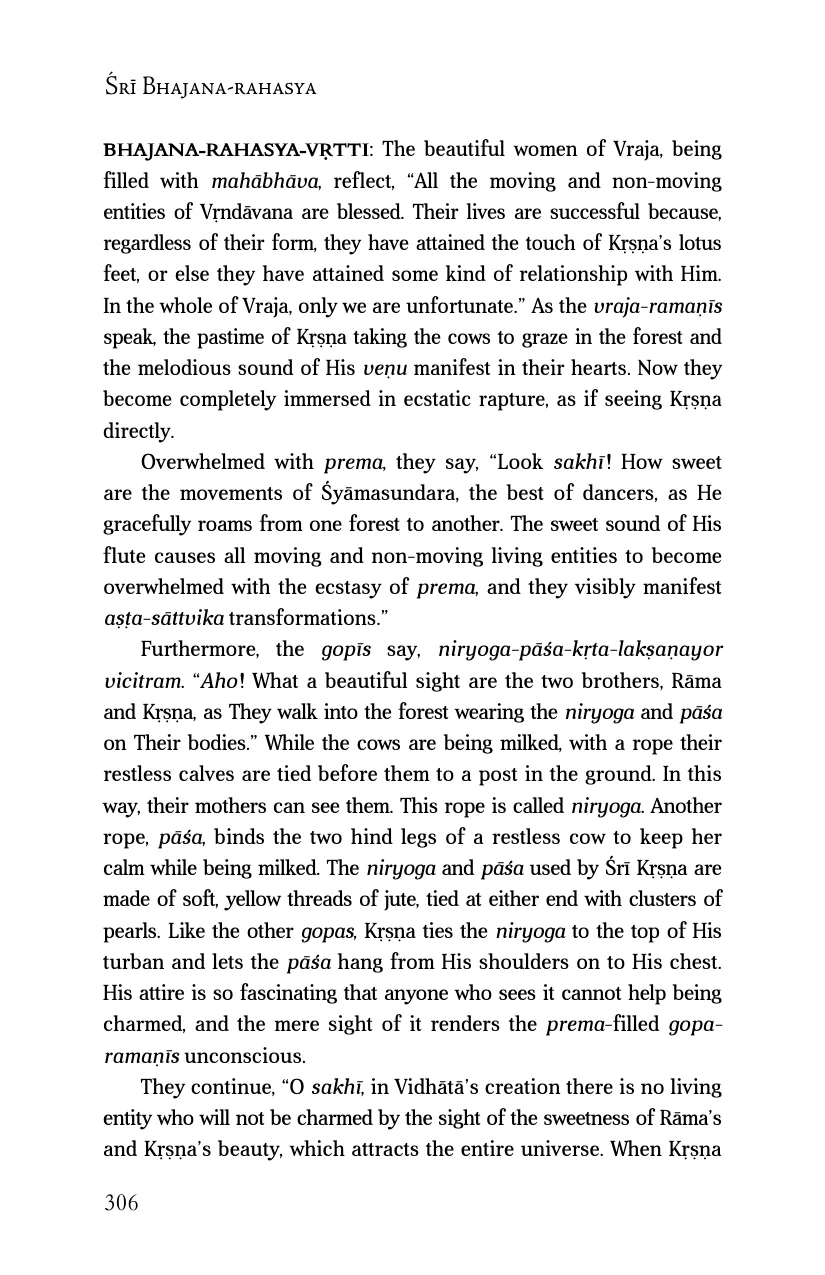 Śrī Bhajana-rahasya
BHAJANA-RAHASYA-VṚTTI: The beautiful women of Vraja, being
filled with mahābhāva, reflect, “All the moving and non-moving
entities of Vṛndāvana are blessed. Their lives are successful because,
regardless of their form, they have attained the touch of Kṛṣṇa’s lotus
feet, or else they have attained some kind of relationship with Him.
In the whole of Vraja, only we are unfortunate.” As the vraja-ramaṇīs
speak, the pastime of Kṛṣṇa taking the cows to graze in the forest and
the melodious sound of His veṇu manifest in their hearts. Now they
become completely immersed in ecstatic rapture, as if seeing Kṛṣṇa
directly.
Overwhelmed with prema, they say, “Look sakhī! How sweet
are the movements of Śyāmasundara, the best of dancers, as He
gracefully roams from one forest to another. The sweet sound of His
flute causes all moving and non-moving living entities to become
overwhelmed with the ecstasy of prema, and they visibly manifest
aṣṭa-sāttvika transformations.”
Furthermore, the gopīs say, niryoga-pāśa-kṛta-lakṣaṇayor
vicitram. “Aho! What a beautiful sight are the two brothers, Rāma
and Kṛṣṇa, as They walk into the forest wearing the niryoga and pāśa
on Their bodies.” While the cows are being milked, with a rope their
restless calves are tied before them to a post in the ground. In this
way, their mothers can see them. This rope is called niryoga. Another
rope, pāśa, binds the two hind legs of a restless cow to keep her
calm while being milked. The niryoga and pāśa used by Śrī Kṛṣṇa are
made of soft, yellow threads of jute, tied at either end with clusters of
pearls. Like the other gopas, Kṛṣṇa ties the niryoga to the top of His
turban and lets the pāśa hang from His shoulders on to His chest.
His attire is so fascinating that anyone who sees it cannot help being
charmed, and the mere sight of it renders the prema-filled gopa-
ramaṇīs unconscious.
They continue, “O sakhī, in Vidhātā’s creation there is no living
entity who will not be charmed by the sight of the sweetness of Rāma’s
and Kṛṣṇa’s beauty, which attracts the entire universe. When Kṛṣṇa
306